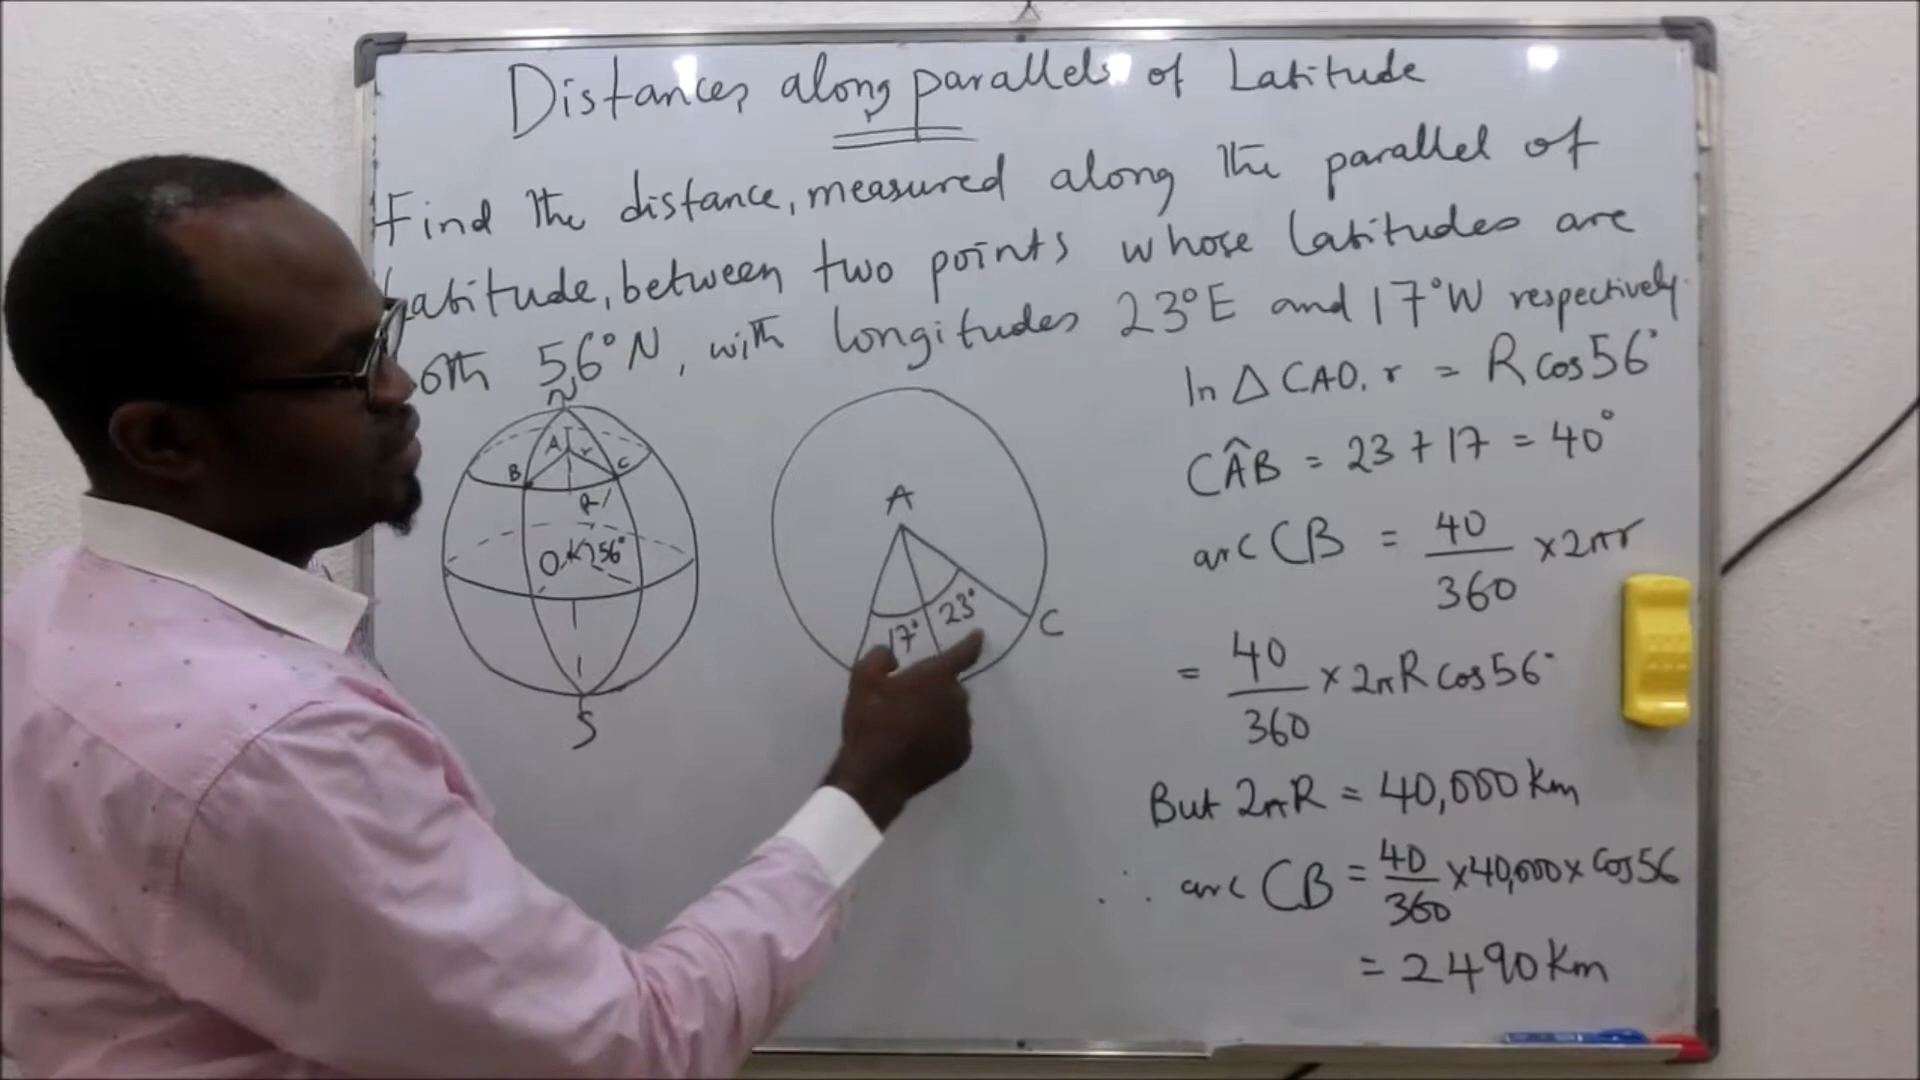 Distances along parallels of Latitude
Find the distance, measured along the parallel of
Latitude, between two points whose latitudes are
oth 56°N, with longitudes 23°E and 17°W respectively.
N
A
r
B
C
R
O
56°
S
A
17°
23°
C
In △CAO, r = R cos 56°
CÂB = 23 + 17 = 40°
arc CB = 40/360 × 2πr
= 40/360 × 2πR cos 56°
But 2πR = 40,000 km
∴ arc CB = 40/360 × 40,000 × cos 56
= 2490 km